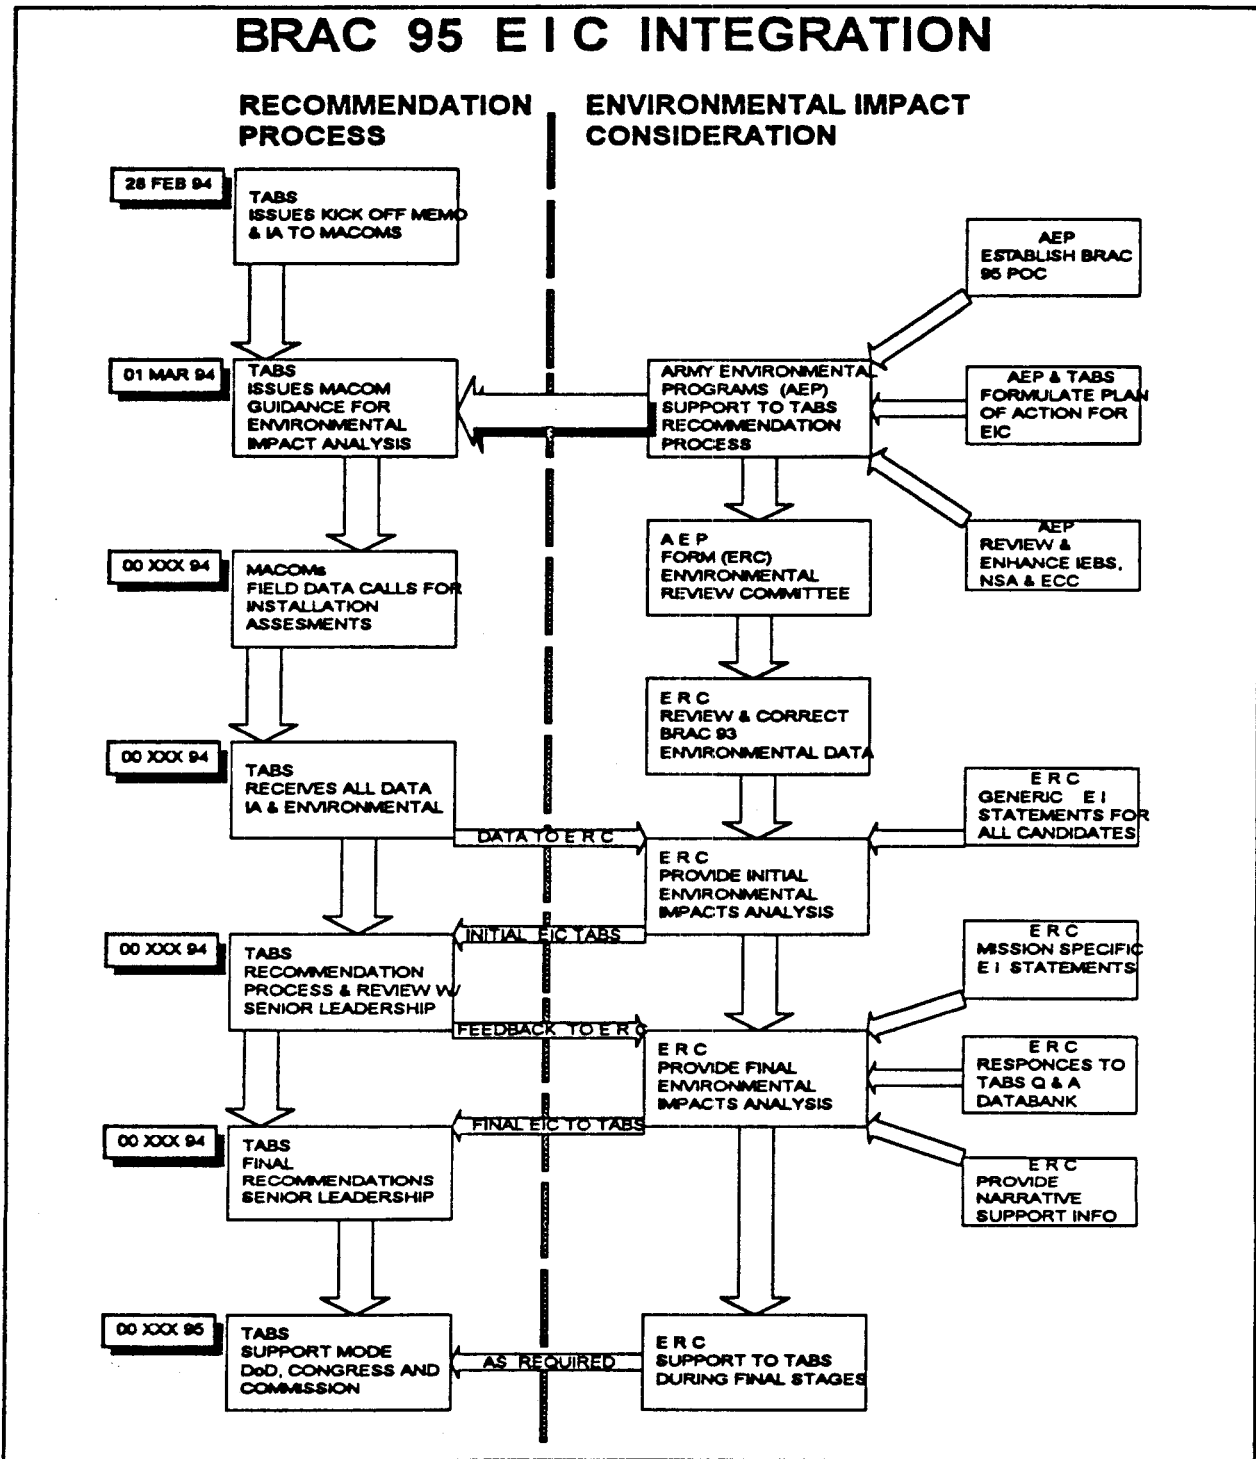 BRAC 95 E I C INTEGRATION
RECOMMENDATION
PROCESS
ENVIRONMENTAL IMPACT
CONSIDERATION
28 FEB 94
TABS
ISSUES KICK OFF MEMO
& IA TO MACOMS
AEP
ESTABLISH BRAC
95 POC
01 MAR 94
TABS
ISSUES MACOM
GUIDANCE FOR
ENVIRONMENTAL
IMPACT ANALYSIS
ARMY ENVIRONMENTAL
PROGRAMS (AEP)
SUPPORT TO TABS
RECOMMENDATION
PROCESS
AEP & TABS
FORMULATE PLAN
OF ACTION FOR
EIC
AEP
REVIEW &
ENHANCE IEBS,
NSA & ECC
00 XXX 94
MACOMs
FIELD DATA CALLS FOR
INSTALLATION
ASSESMENTS
A E P
FORM (ERC)
ENVIRONMENTAL
REVIEW COMMITTEE
E R C
REVIEW & CORRECT
BRAC 93
ENVIRONMENTAL DATA
00 XXX 94
TABS
RECEIVES ALL DATA
IA & ENVIRONMENTAL
DATA TO E R C
E R C
GENERIC E I
STATEMENTS FOR
ALL CANDIDATES
E R C
PROVIDE INITIAL
ENVIRONMENTAL
IMPACTS ANALYSIS
INITIAL EIC TABS
00 XXX 94
TABS
RECOMMENDATION
PROCESS & REVIEW W/
SENIOR LEADERSHIP
E R C
MISSION SPECIFIC
E I STATEMENTS
FEEDBACK TO E R C
E R C
PROVIDE FINAL
ENVIRONMENTAL
IMPACTS ANALYSIS
E R C
RESPONCES TO
TABS Q & A
DATABANK
FINAL EIC TO TABS
00 XXX 94
TABS
FINAL
RECOMMENDATIONS
SENIOR LEADERSHIP
E R C
PROVIDE
NARRATIVE
SUPPORT INFO
00 XXX 95
TABS
SUPPORT MODE
DoD, CONGRESS AND
COMMISSION
AS REQUIRED
E R C
SUPPORT TO TABS
DURING FINAL STAGES